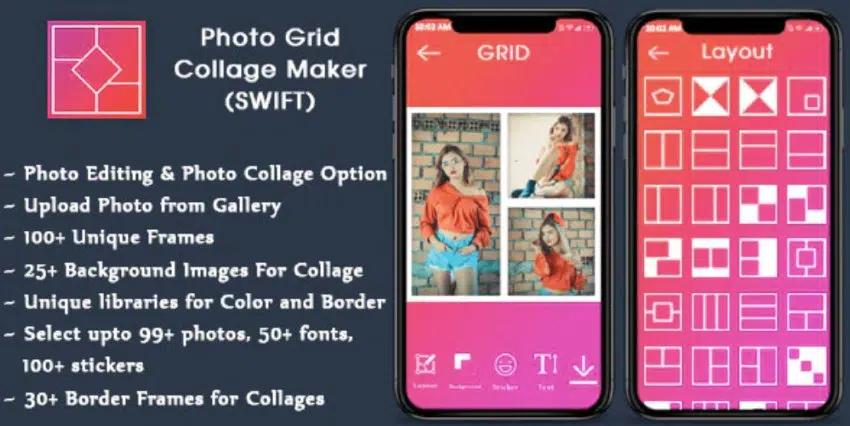 Photo Grid
Collage Maker
(SWIFT)
~ Photo Editing & Photo Collage Option
~ Upload Photo from Gallery
~ 100+ Unique Frames
~ 25+ Background Images For Collage
~ Unique libraries for Color and Border
~ Select upto 99+ photos, 50+ fonts,
100+ stickers
~ 30+ Border Frames for Collages
10:02 AM
GRID
Layout
Background
Sticker
Text
10:02 AM
Layout